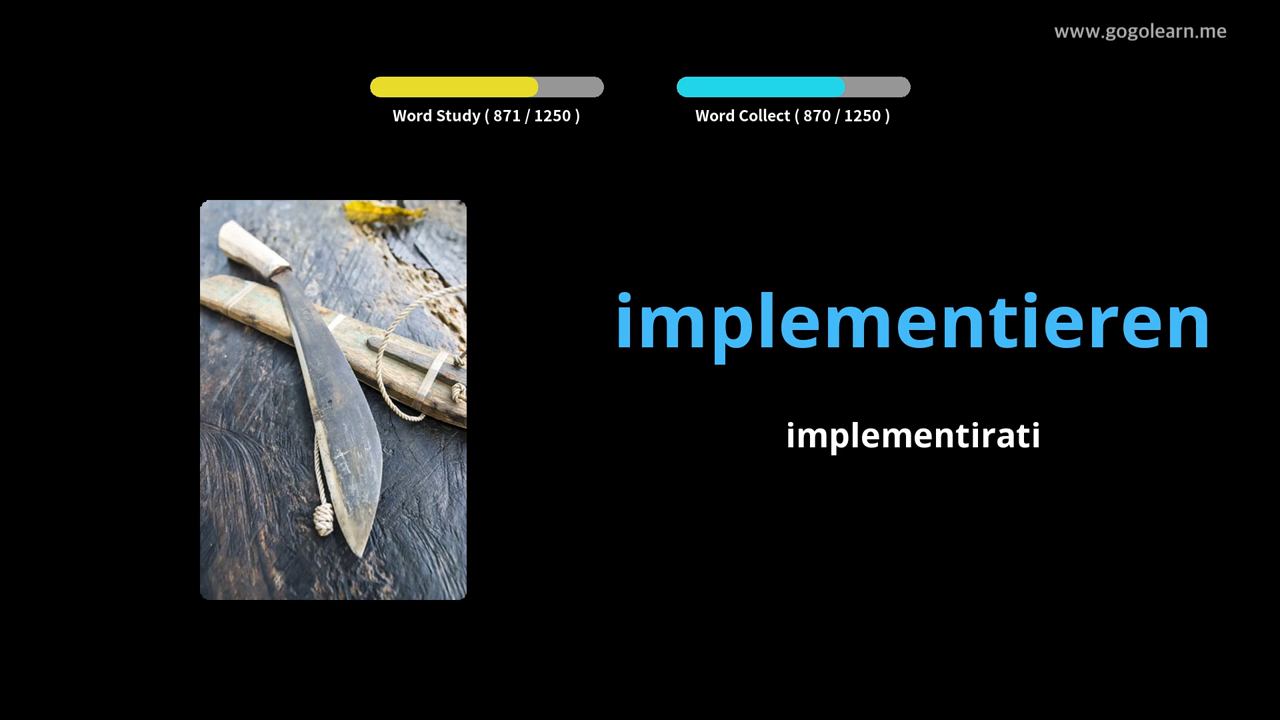 www.gogolearn.me
Word Study ( 871 / 1250 )
Word Collect ( 870 / 1250 )
implementieren
implementirati